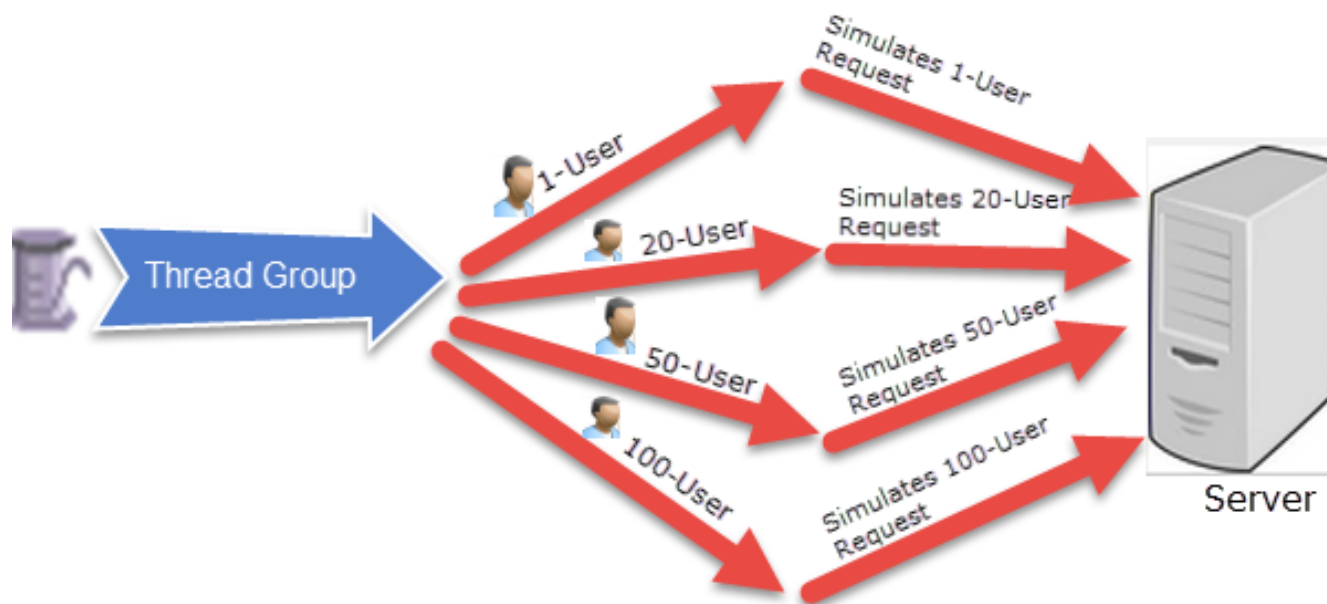 Thread Group
1-User
Simulates 1-User
Request
20-User
Simulates 20-User
Request
50-User
Simulates 50-User
Request
100-User
Simulates 100-User
Request
Server